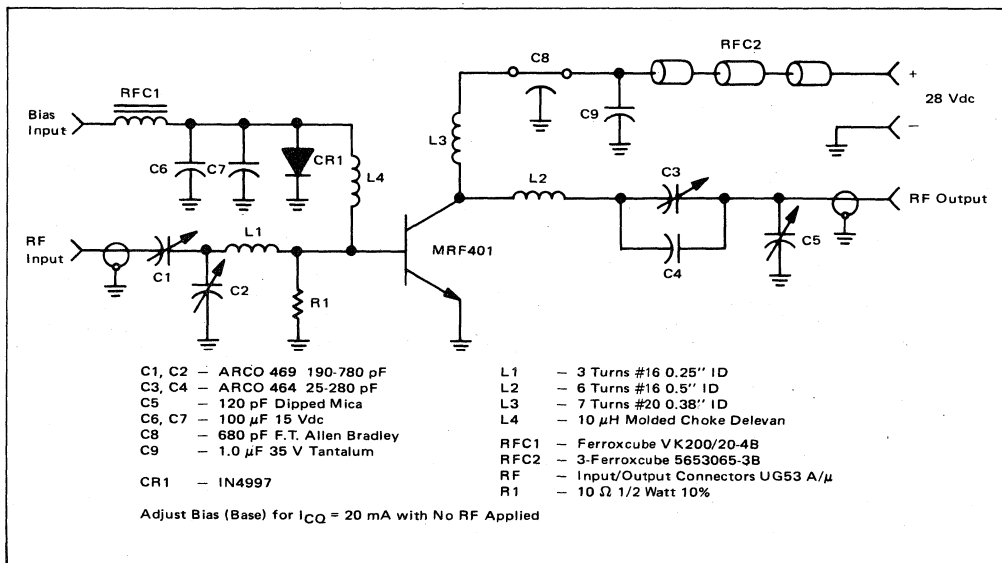 RFC2
C8
+
28 Vdc
−
C9
RFC1
Bias
Input
C6
C7
CR1
L4
L3
L2
C3
RF Output
C4
C5
RF
Input
C1
L1
C2
R1
MRF401
C1, C2 – ARCO 469 190-780 pF
C3, C4 – ARCO 464 25-280 pF
C5 – 120 pF Dipped Mica
C6, C7 – 100 μF 15 Vdc
C8 – 680 pF F.T. Allen Bradley
C9 – 1.0 μF 35 V Tantalum
CR1 – IN4997
L1 – 3 Turns #16 0.25'' ID
L2 – 6 Turns #16 0.5'' ID
L3 – 7 Turns #20 0.38'' ID
L4 – 10 μH Molded Choke Delevan
RFC1 – Ferroxcube VK200/20-4B
RFC2 – 3-Ferroxcube 5653065-3B
RF – Input/Output Connectors UG53 A/μ
R1 – 10 Ω 1/2 Watt 10%
Adjust Bias (Base) for ICQ = 20 mA with No RF Applied